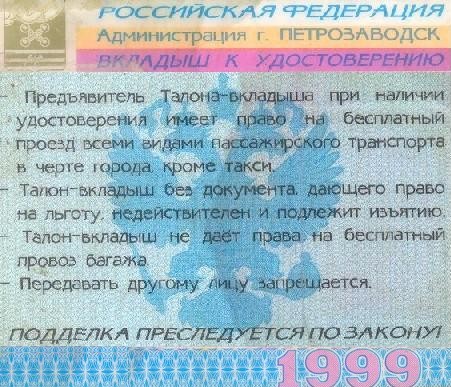 РОССИЙСКАЯ ФЕДЕРАЦИЯ
Администрация г. ПЕТРОЗАВОДСК
ВКЛАДЫШ К УДОСТОВЕРЕНИЮ
– Предъявитель Талона-вкладыша при наличии
удостоверения имеет право на бесплатный
проезд всеми видами пассажирского транспорта
в черте города, кроме такси.
– Талон-вкладыш без документа, дающего право
на льготу, недействителен и подлежит изъятию.
– Талон-вкладыш не даёт права на бесплатный
провоз багажа
– Передавать другому лицу запрещается.
ПОДДЕЛКА ПРЕСЛЕДУЕТСЯ ПО ЗАКОНУ!
1999